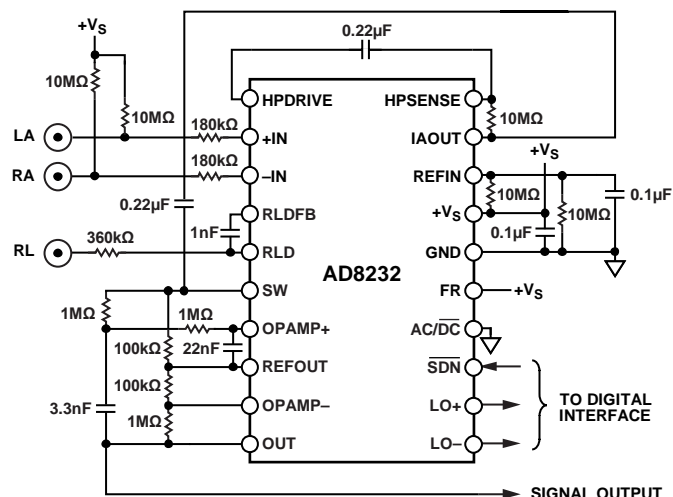 0.22µF
+VS
0.22µF
10MΩ
HPDRIVE
HPSENSE
10MΩ
10MΩ
LA
180kΩ
+IN
IAOUT
+VS
180kΩ
RA
–IN
REFIN
10MΩ
0.1µF
0.22µF
RLDFB
+VS
10MΩ
1nF
0.1µF
RL
360kΩ
RLD
GND
AD8232
SW
FR
+VS
1MΩ
1MΩ
OPAMP+
AC/DC
100kΩ
22nF
REFOUT
SDN
100kΩ
TO DIGITAL
INTERFACE
3.3nF
OPAMP–
LO+
1MΩ
OUT
LO–
SIGNAL OUTPUT